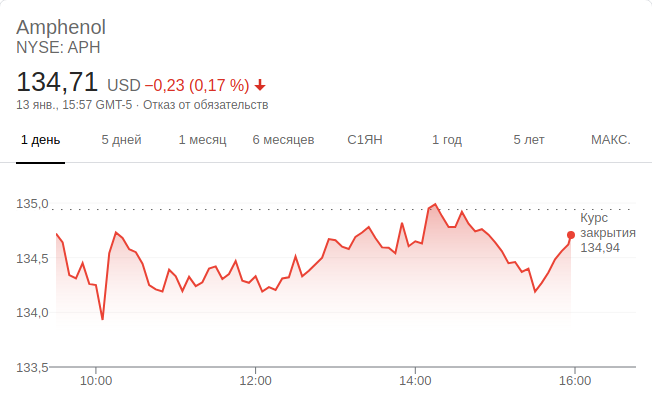 Amphenol
NYSE: APH
134,71 USD −0,23 (0,17 %)
13 янв., 15:57 GMT-5 · Отказ от обязательств
1 день 5 дней 1 месяц 6 месяцев С1ЯН 1 год 5 лет МАКС.
135,0
134,5
134,0
133,5
Курс
закрытия
134,94
10:00 12:00 14:00 16:00